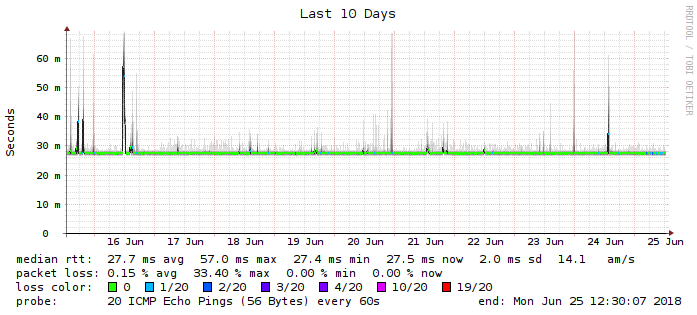 Last 10 Days
RRDTOOL / TOBI OETIKER
Seconds
60 m
50 m
40 m
30 m
20 m
10 m
0
16 Jun 17 Jun 18 Jun 19 Jun 20 Jun 21 Jun 22 Jun 23 Jun 24 Jun 25 Jun
median rtt: 27.7 ms avg 57.0 ms max 27.4 ms min 27.5 ms now 2.0 ms sd 14.1 am/s
packet loss: 0.15 % avg 33.40 % max 0.00 % min 0.00 % now
loss color: 0 1/20 2/20 3/20 4/20 10/20 19/20
probe: 20 ICMP Echo Pings (56 Bytes) every 60s end: Mon Jun 25 12:30:07 2018